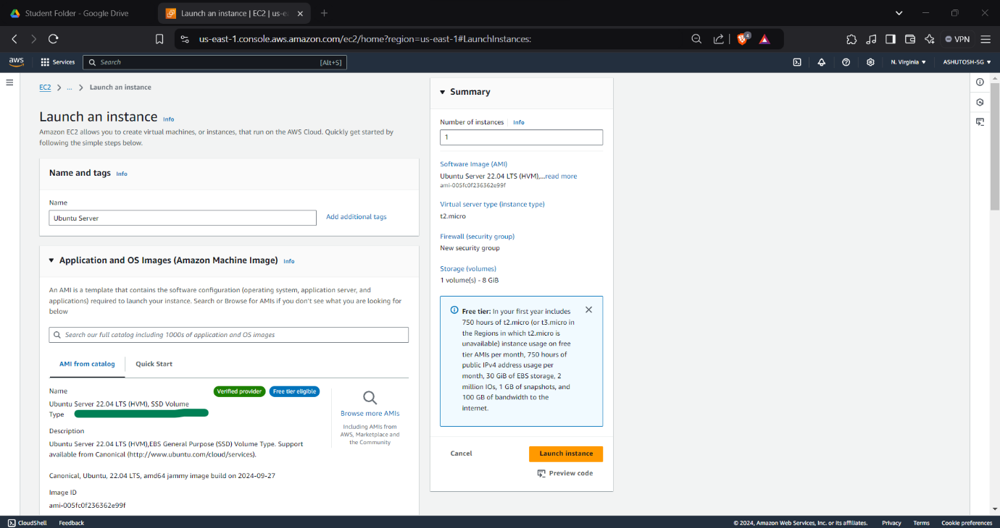 Student Folder - Google Drive
Launch an instance | EC2 | us-e
us-east-1.console.aws.amazon.com/ec2/home?region=us-east-1#LaunchInstances:
4
VPN
aws
Services
Search
[Alt+S]
N. Virginia
ASHUTOSH-SG
EC2
...
Launch an instance
Launch an instance Info
Amazon EC2 allows you to create virtual machines, or instances, that run on the AWS Cloud. Quickly get started by
following the simple steps below.
Name and tags Info
Name
Ubuntu Server
Add additional tags
Application and OS Images (Amazon Machine Image) Info
An AMI is a template that contains the software configuration (operating system, application server, and
applications) required to launch your instance. Search or Browse for AMIs if you don't see what you are looking for
below
Search our full catalog including 1000s of application and OS images
AMI from catalog
Quick Start
Name
Verified provider
Free tier eligible
Ubuntu Server 22.04 LTS (HVM), SSD Volume
Type
Description
Ubuntu Server 22.04 LTS (HVM),EBS General Purpose (SSD) Volume Type. Support
available from Canonical (http://www.ubuntu.com/cloud/services).
Canonical, Ubuntu, 22.04 LTS, amd64 jammy image build on 2024-09-27
Image ID
ami-005fc0f236362e99f
Browse more AMIs
Including AMIs from
AWS, Marketplace and
the Community
Summary
Number of instances
Info
1
Software Image (AMI)
Ubuntu Server 22.04 LTS (HVM),...read more
ami-005fc0f236362e99f
Virtual server type (instance type)
t2.micro
Firewall (security group)
New security group
Storage (volumes)
1 volume(s) - 8 GiB
Free tier: In your first year includes
750 hours of t2.micro (or t3.micro in
the Regions in which t2.micro is
unavailable) instance usage on free
tier AMIs per month, 750 hours of
public IPv4 address usage per
month, 30 GiB of EBS storage, 2
million IOs, 1 GB of snapshots, and
100 GB of bandwidth to the
internet.
Cancel
Launch instance
Preview code
CloudShell
Feedback
© 2024, Amazon Web Services, Inc. or its affiliates.
Privacy
Terms
Cookie preferences